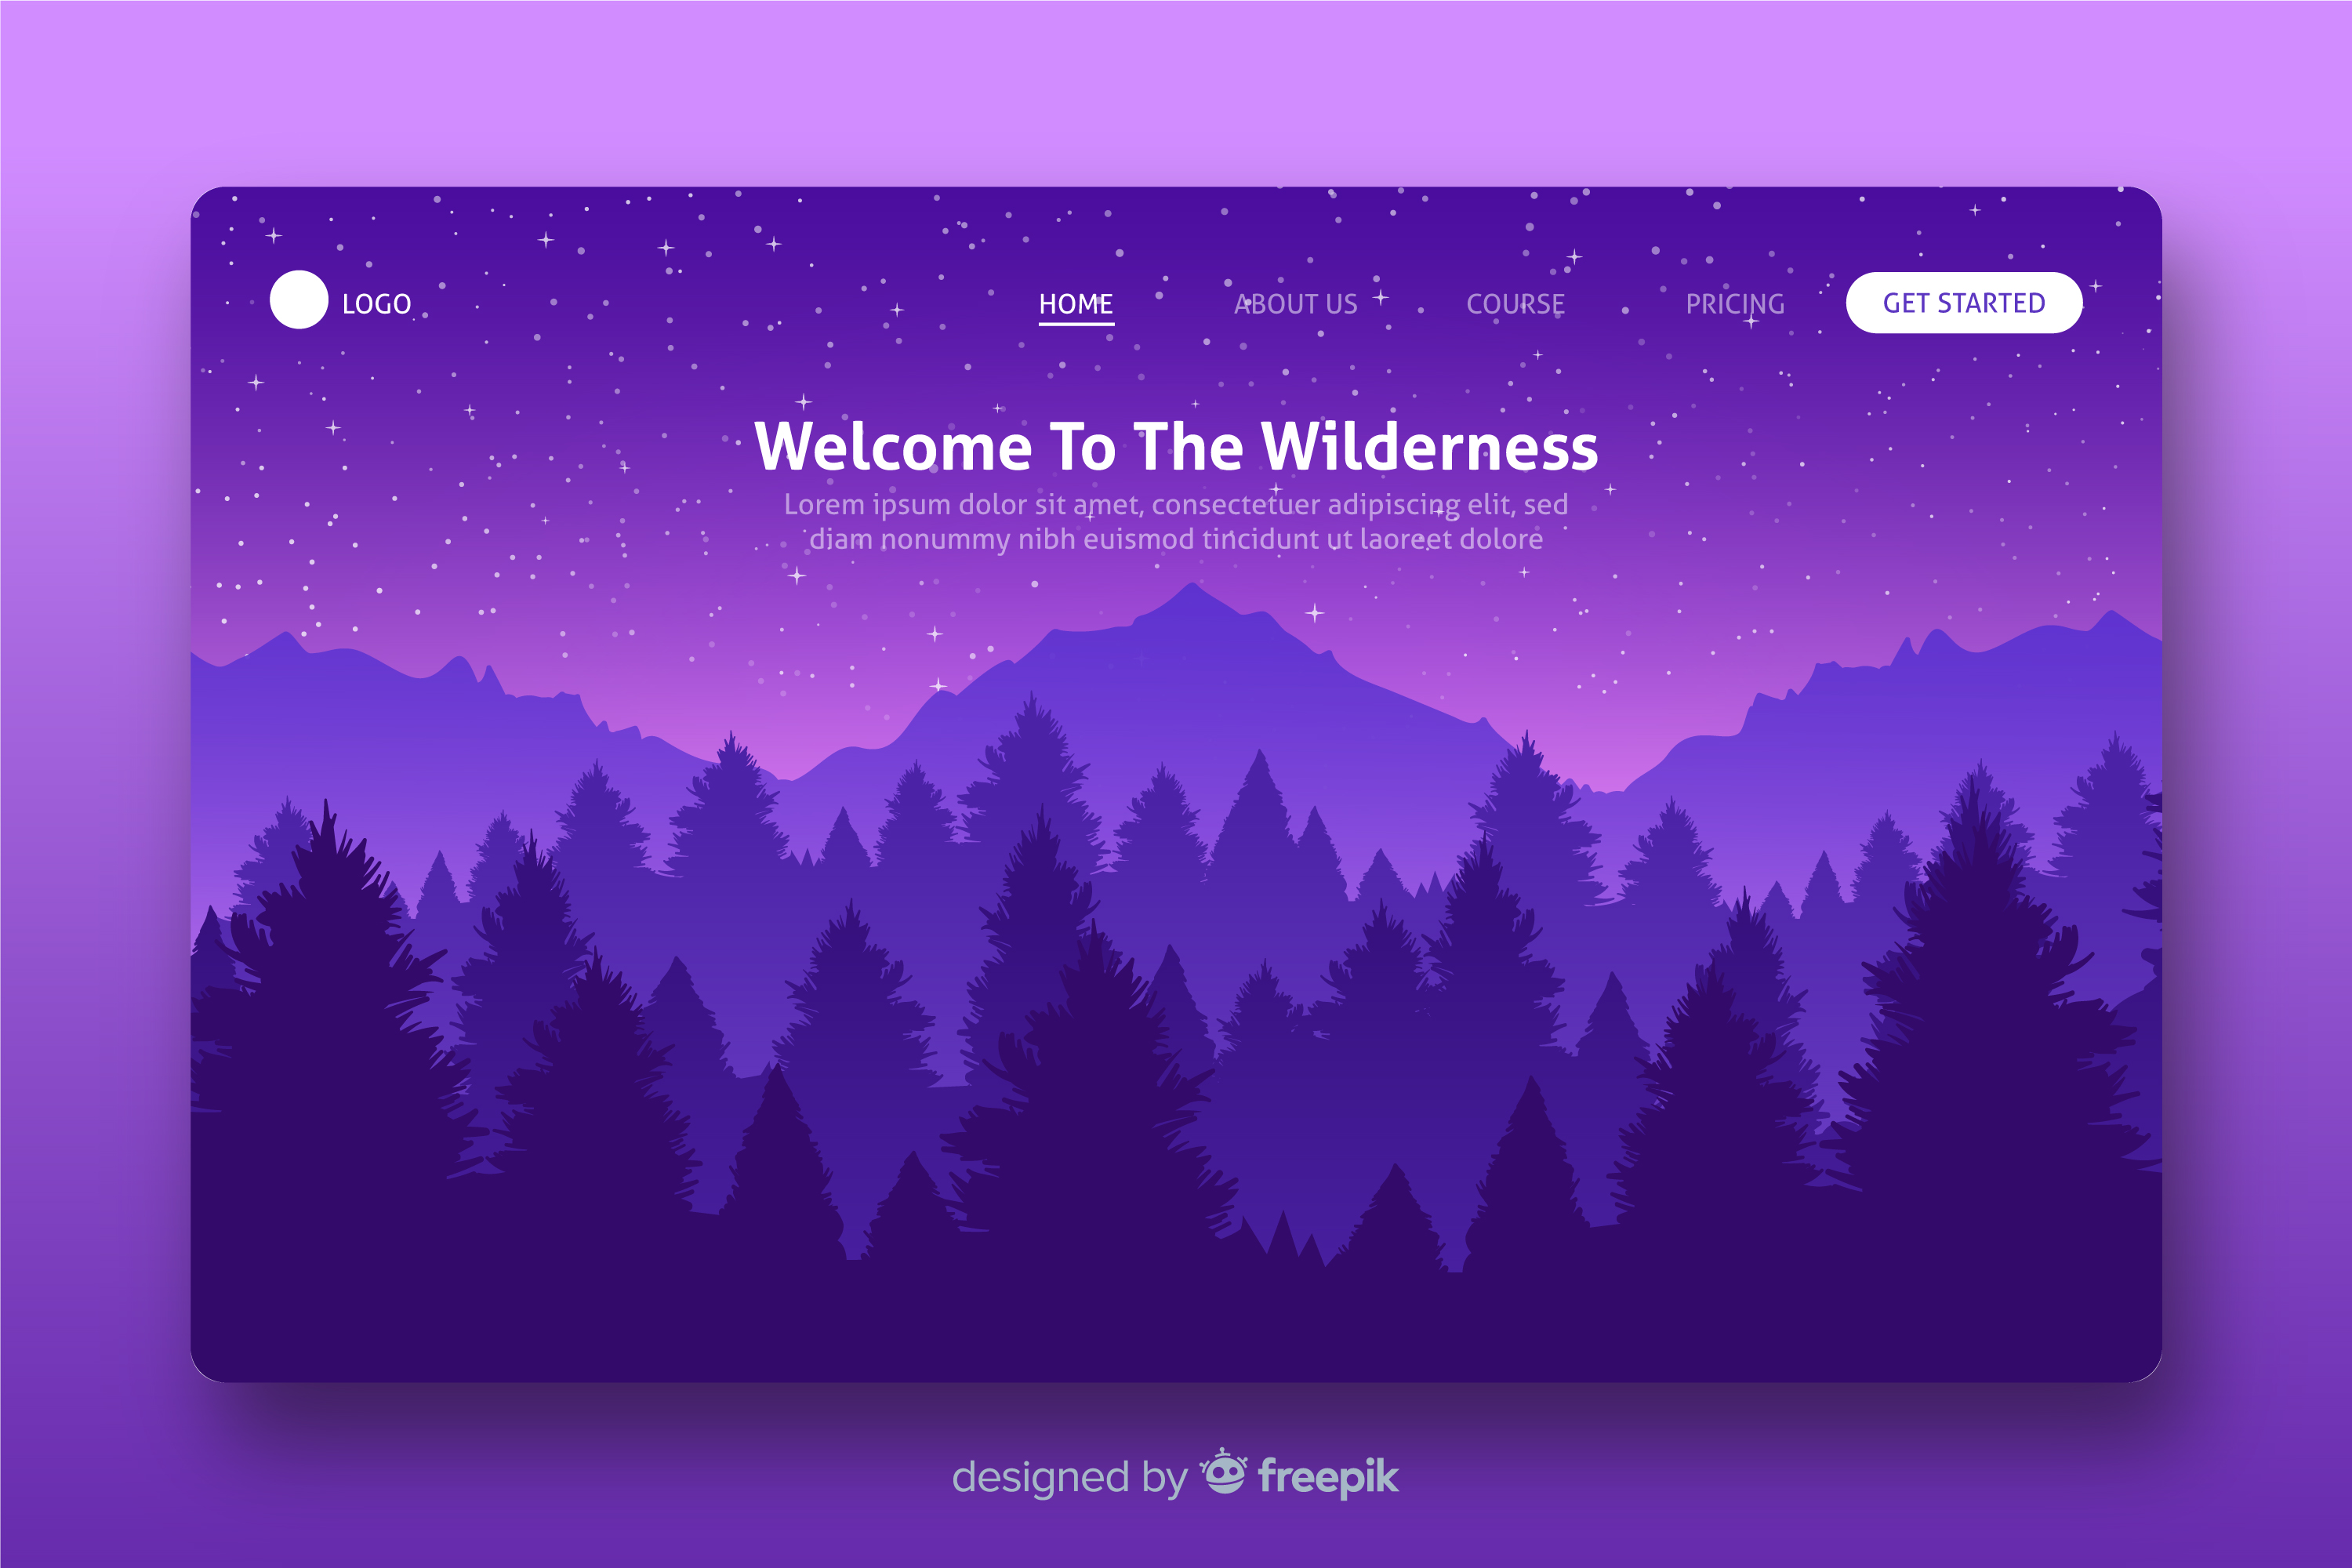 LOGO
HOME ABOUT US COURSE PRICING GET STARTED
Welcome To The Wilderness
Lorem ipsum dolor sit amet, consectetuer adipiscing elit, sed
diam nonummy nibh euismod tincidunt ut laoreet dolore
designed by freepik